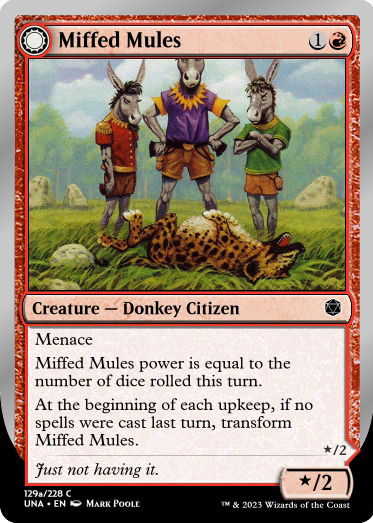 Miffed Mules 1
Creature — Donkey Citizen
Menace
Miffed Mules power is equal to the
number of dice rolled this turn.
At the beginning of each upkeep, if no
spells were cast last turn, transform
Miffed Mules.
★/2
Just not having it.
★/2
129a/228 C
UNA • EN MARK POOLE
™ & © 2023 Wizards of the Coast